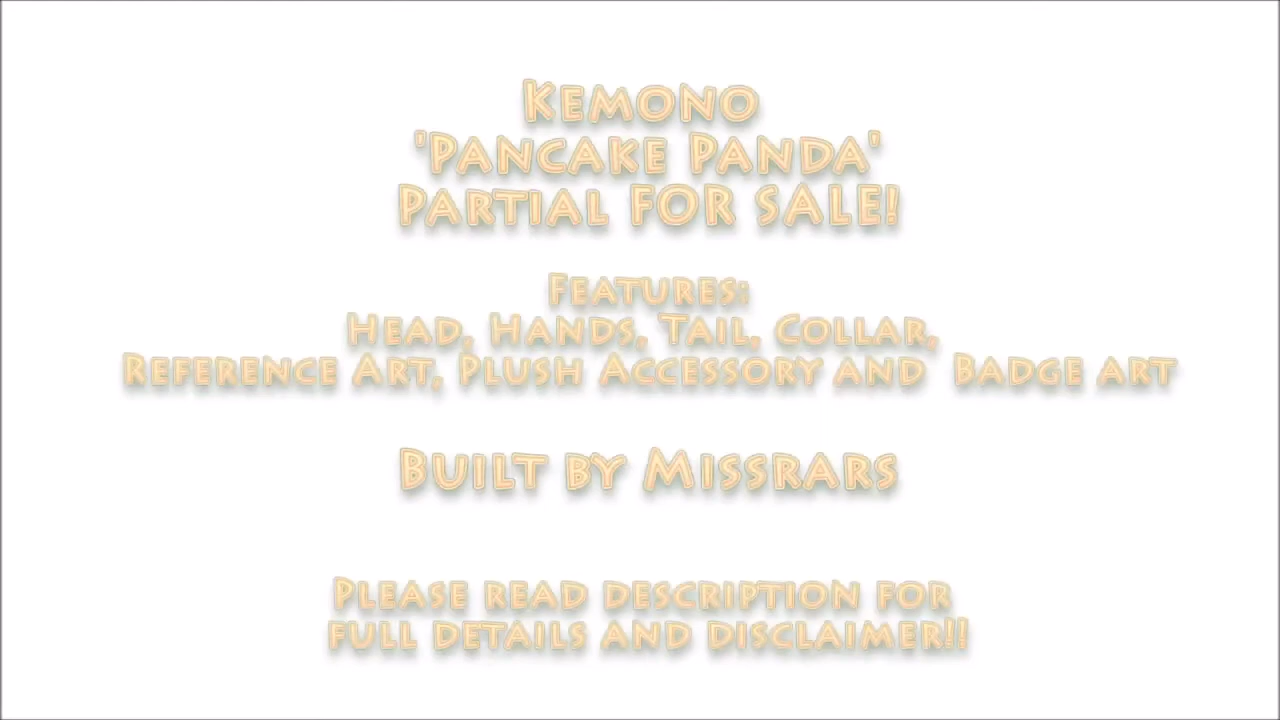 Kemono
'Pancake Panda'
Partial FOR SALE!
Features:
Head, Hands, Tail, Collar,
Reference Art, Plush Accessory and Badge art
Built by Missrars
Please read description for
full details and disclaimer!!